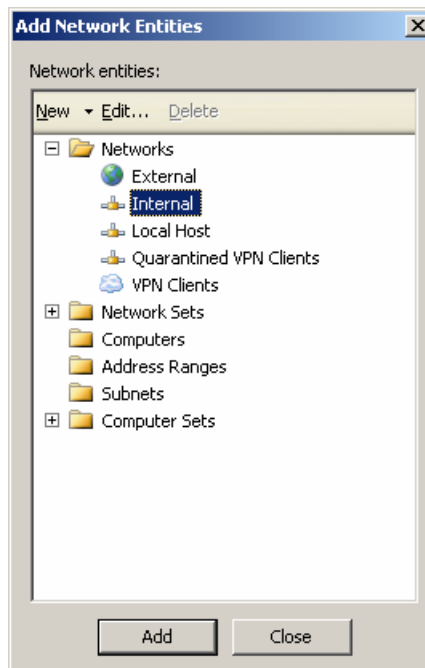 Add Network Entities
Network entities:
New Edit... Delete
Networks
External
Internal
Local Host
Quarantined VPN Clients
VPN Clients
Network Sets
Computers
Address Ranges
Subnets
Computer Sets
Add Close